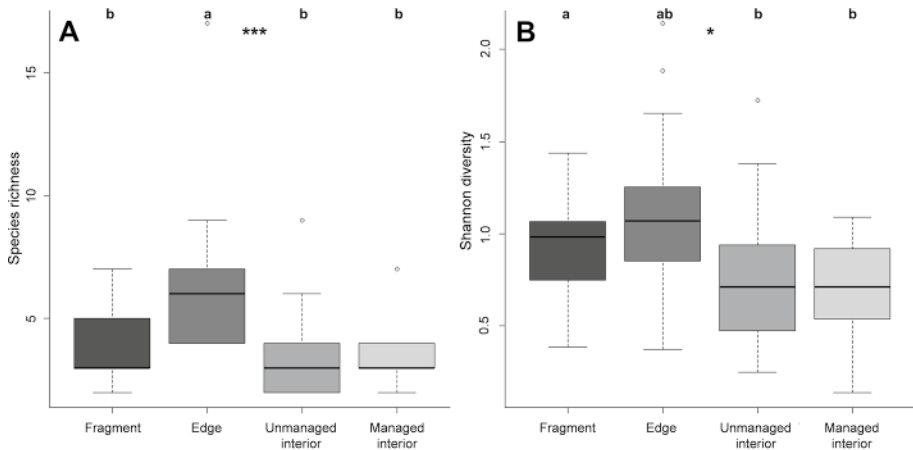 A
b a b b
***
Species richness
15
10
5
Fragment Edge Unmanaged interior Managed interior
B
a ab b b
*
Shannon diversity
2.0
1.5
1.0
0.5
Fragment Edge Unmanaged interior Managed interior